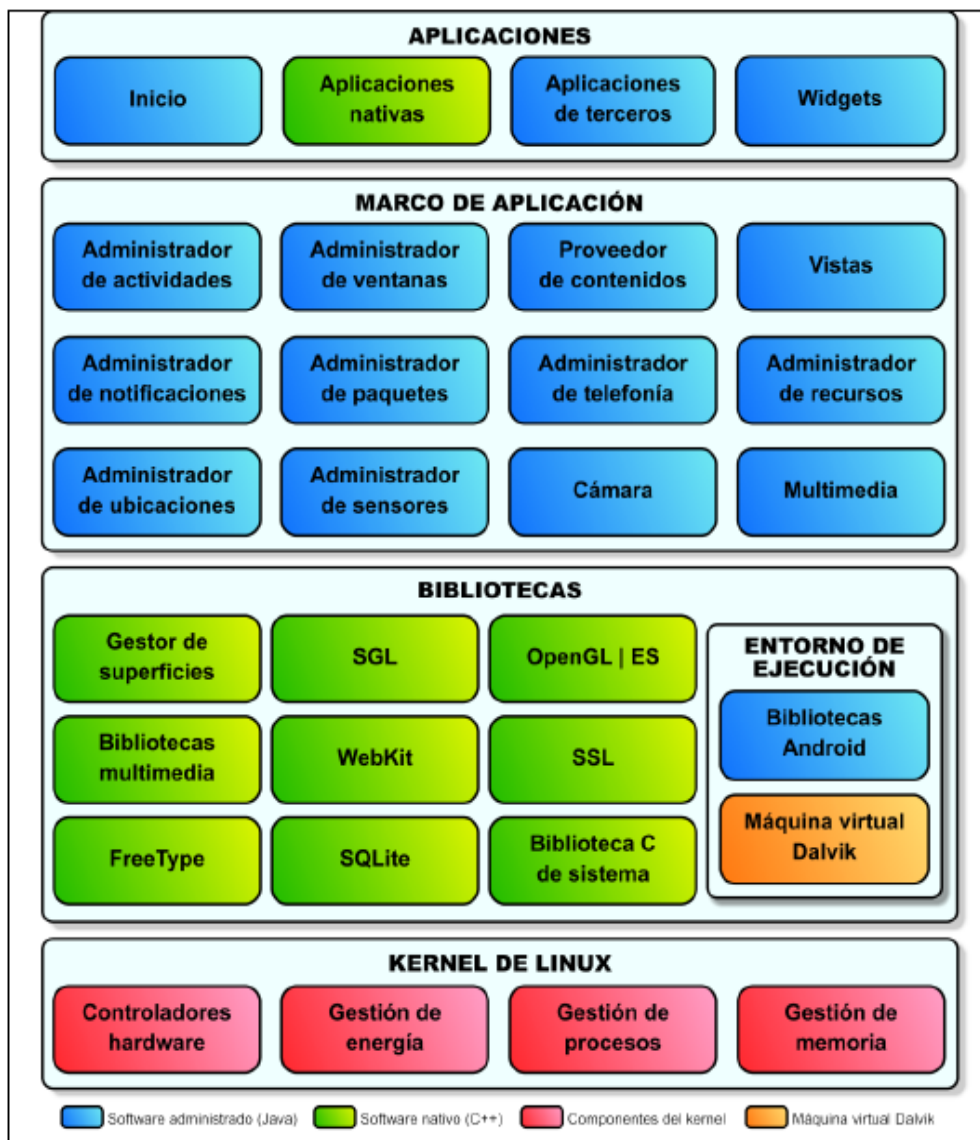 APLICACIONES
Inicio
Aplicaciones
nativas
Aplicaciones
de terceros
Widgets
MARCO DE APLICACIÓN
Administrador
de actividades
Administrador
de ventanas
Proveedor
de contenidos
Vistas
Administrador
de notificaciones
Administrador
de paquetes
Administrador
de telefonía
Administrador
de recursos
Administrador
de ubicaciones
Administrador
de sensores
Cámara
Multimedia
BIBLIOTECAS
Gestor de
superficies
SGL
OpenGL | ES
Bibliotecas
multimedia
WebKit
SSL
FreeType
SQLite
Biblioteca C
de sistema
ENTORNO DE
EJECUCIÓN
Bibliotecas
Android
Máquina virtual
Dalvik
KERNEL DE LINUX
Controladores
hardware
Gestión de
energía
Gestión de
procesos
Gestión de
memoria
Software administrado (Java)
Software nativo (C++)
Componentes del kernel
Máquina virtual Dalvik